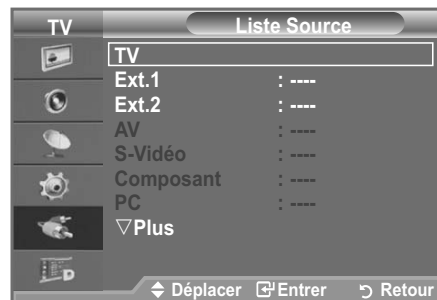 TV Liste Source
TV
Ext.1 : ----
Ext.2 : ----
AV : ----
S-Vidéo : ----
Composant : ----
PC : ----
▽Plus
D
Déplacer Entrer Retour